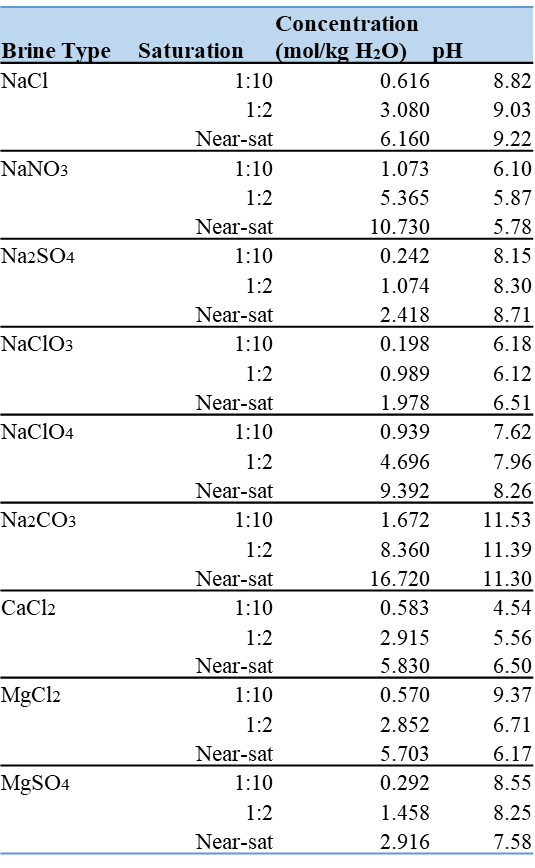 Concentration
Brine Type Saturation (mol/kg H2O) pH
NaCl 1:10 0.616 8.82
1:2 3.080 9.03
Near-sat 6.160 9.22
NaNO3 1:10 1.073 6.10
1:2 5.365 5.87
Near-sat 10.730 5.78
Na2SO4 1:10 0.242 8.15
1:2 1.074 8.30
Near-sat 2.418 8.71
NaClO3 1:10 0.198 6.18
1:2 0.989 6.12
Near-sat 1.978 6.51
NaClO4 1:10 0.939 7.62
1:2 4.696 7.96
Near-sat 9.392 8.26
Na2CO3 1:10 1.672 11.53
1:2 8.360 11.39
Near-sat 16.720 11.30
CaCl2 1:10 0.583 4.54
1:2 2.915 5.56
Near-sat 5.830 6.50
MgCl2 1:10 0.570 9.37
1:2 2.852 6.71
Near-sat 5.703 6.17
MgSO4 1:10 0.292 8.55
1:2 1.458 8.25
Near-sat 2.916 7.58